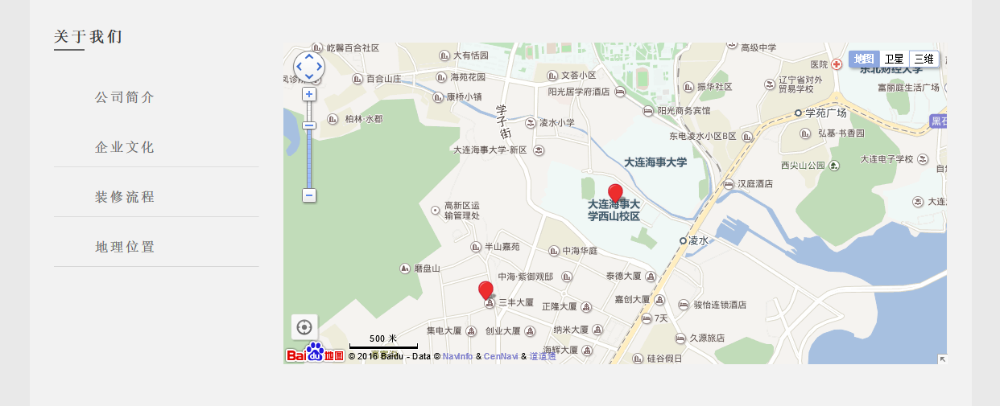 关于我们
公司简介
企业文化
装修流程
地理位置
屹馨百合社区
大有恬园
高级中学
地图
卫星
三维
医院
东北财经大学
风诊所
百合山庄
海苑花园
文荟小区
振华社区
辽宁省对外
贸易学校
富丽庭生活广场
康桥小镇
阳光居学府酒店
阳光商务宾馆
学苑广场
柏林·水郡
学子街
凌水小学
黑石
东电凌水小区B区
弘基·书香园
大连海事大学-新区
大连海事大学
西尖山公园
大连电子学校
汉庭酒店
大连海事大
学西山校区
高新区运
输管理处
凌水
半山嘉苑
中海华庭
磨盘山
中海·紫御观邸
泰德大厦
三丰大厦
正隆大厦
嘉创大厦
骏怡连锁酒店
7天
集电大厦
创业大厦
纳米大厦
久源旅店
500 米
海辉大厦
硅谷假日
Bai du 地图
© 2016 Baidu - Data © NavInfo & CenNavi & 道道通